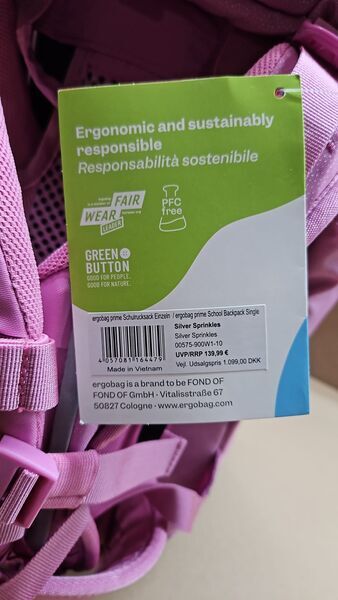 Ergonomic and sustainably
responsible
Responsabilità sostenibile
FAIR
WEAR
LEADER
PFC
free
GREEN
BUTTON
GOOD FOR PEOPLE.
GOOD FOR NATURE.
ergobag prime Schulrucksack Einzeln / ergobag prime School Backpack Single
Silver Sprinkles
Silver Sprinkles
00575-900W1-10
UVP/RRP 139,99 €
Vejl. Udsalgspris 1.099,00 DKK
4 057081 164479
Made in Vietnam
ergobag is a brand to be FOND OF
FOND OF GmbH · Vitalisstraße 67
50827 Cologne · www.ergobag.com